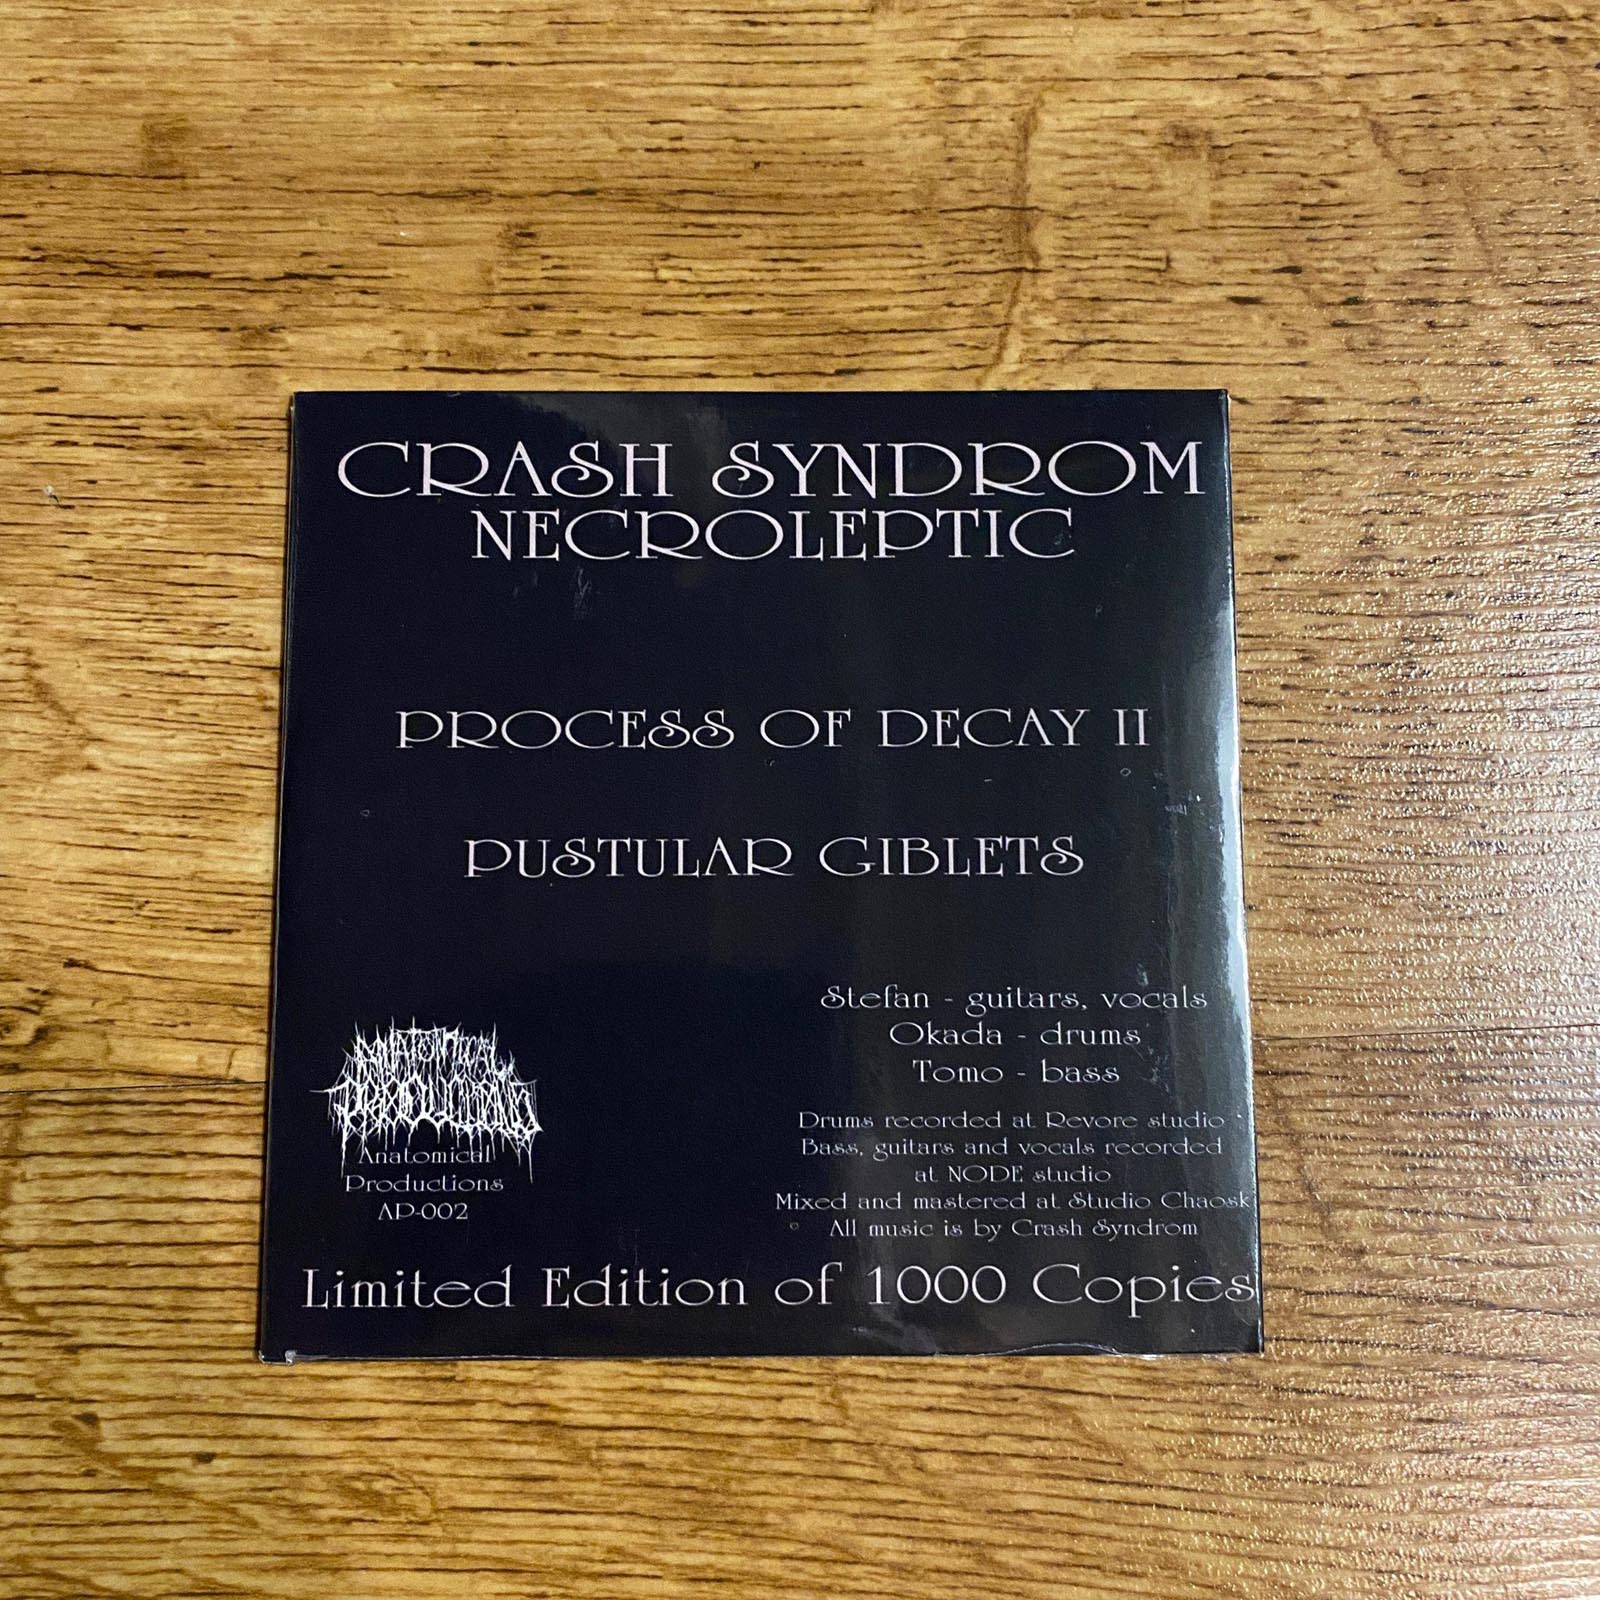 CRASH SYNDROM
NECROLEPTIC
PROCESS OF DECAY II
PUSTULAR GIBLETS
Stefan - guitars, vocals
Okada - drums
Tomo - bass
Drums recorded at Revore studio
Bass, guitars and vocals recorded
at NODE studio
Mixed and mastered at Studio Chaosk
All music is by Crash Syndrom
ANATOMICAL
PRODUCTIONS
Anatomical
Productions
AP-002
Limited Edition of 1000 Copies